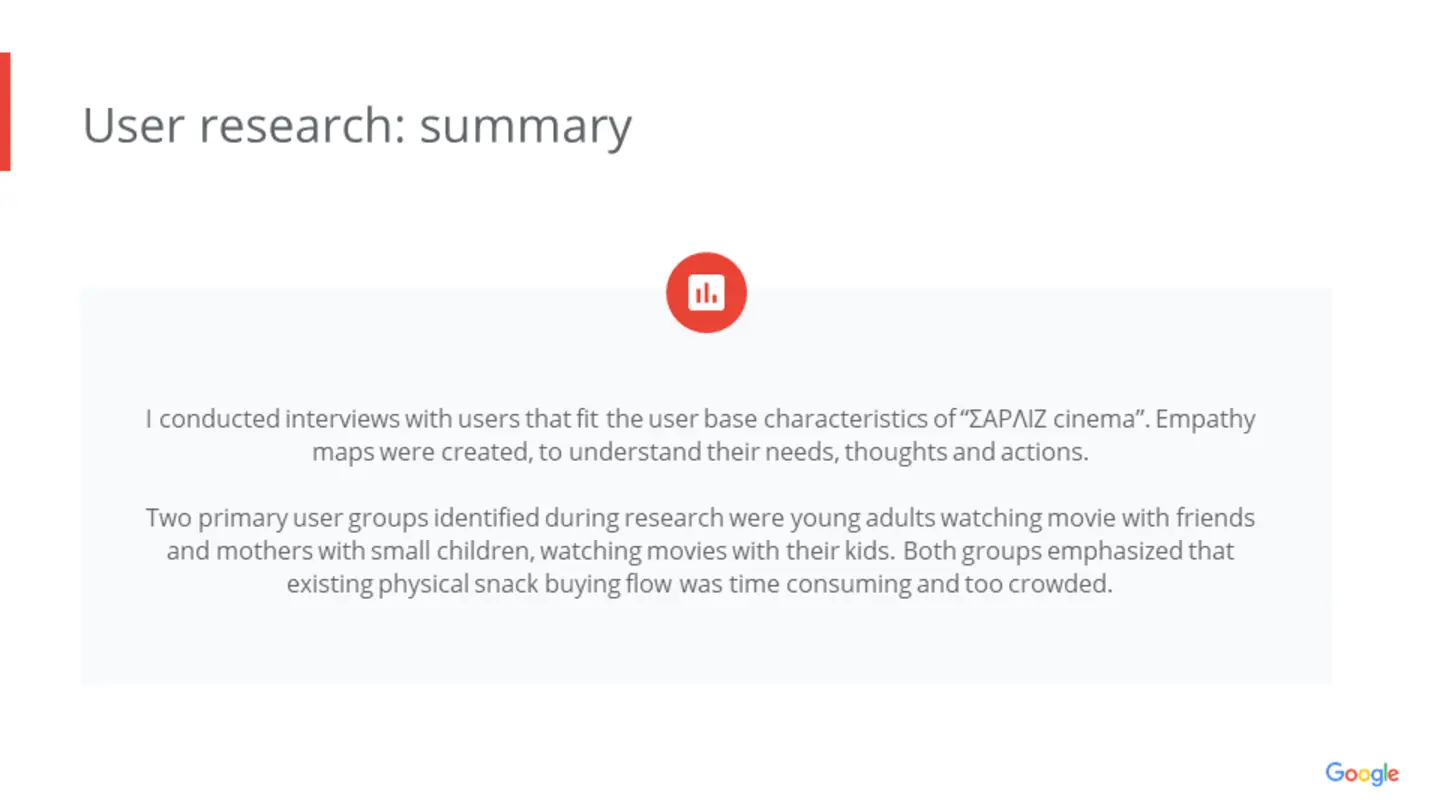 User research: summary
I conducted interviews with users that fit the user base characteristics of “ΣΑΡΛΙΖ cinema”. Empathy
maps were created, to understand their needs, thoughts and actions.
Two primary user groups identified during research were young adults watching movie with friends
and mothers with small children, watching movies with their kids. Both groups emphasized that
existing physical snack buying flow was time consuming and too crowded.
Google